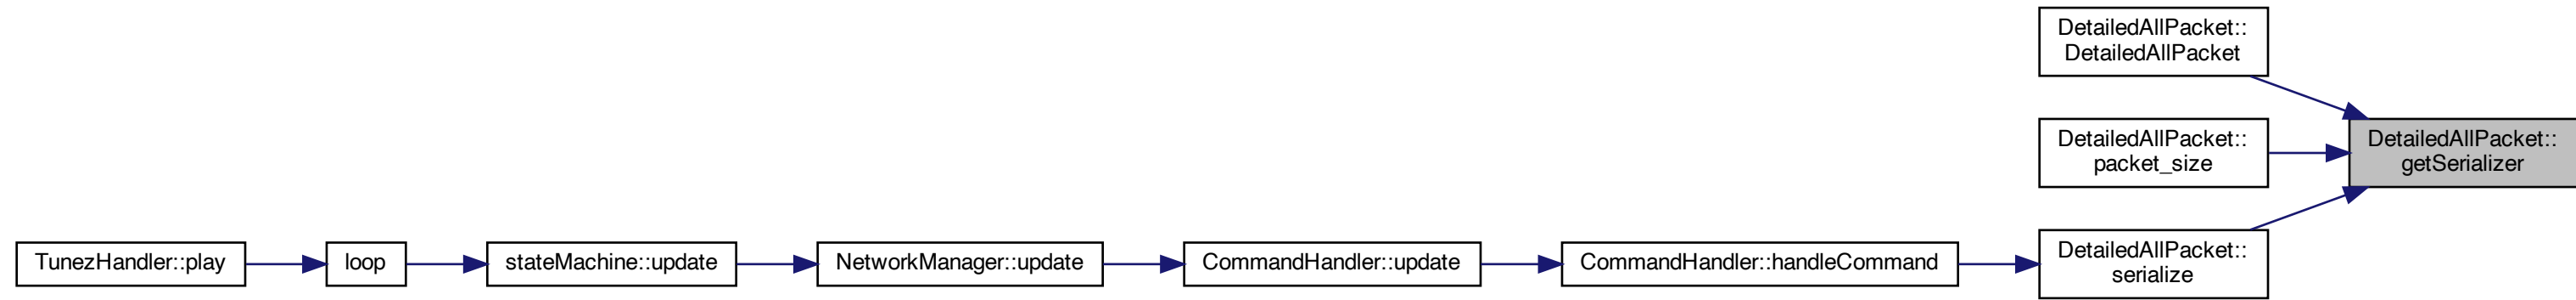 DetailedAllPacket::
DetailedAllPacket
DetailedAllPacket::
packet_size
DetailedAllPacket::
getSerializer
TunezHandler::play
loop
stateMachine::update
NetworkManager::update
CommandHandler::update
CommandHandler::handleCommand
DetailedAllPacket::
serialize